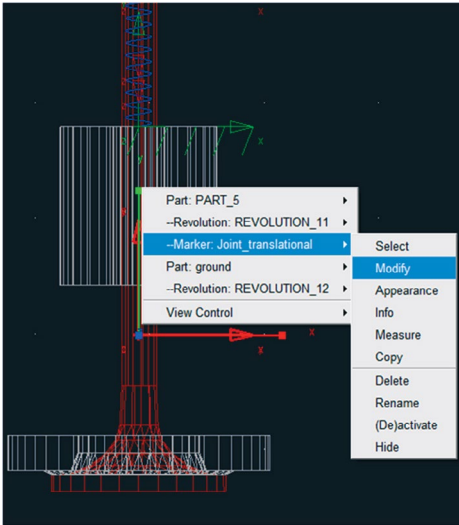 Part: PART_5
--Revolution: REVOLUTION_11
--Marker: Joint_translational
Part: ground
--Revolution: REVOLUTION_12
View Control
Select
Modify
Appearance
Info
Measure
Copy
Delete
Rename
(De)activate
Hide
x
x
x
x
x